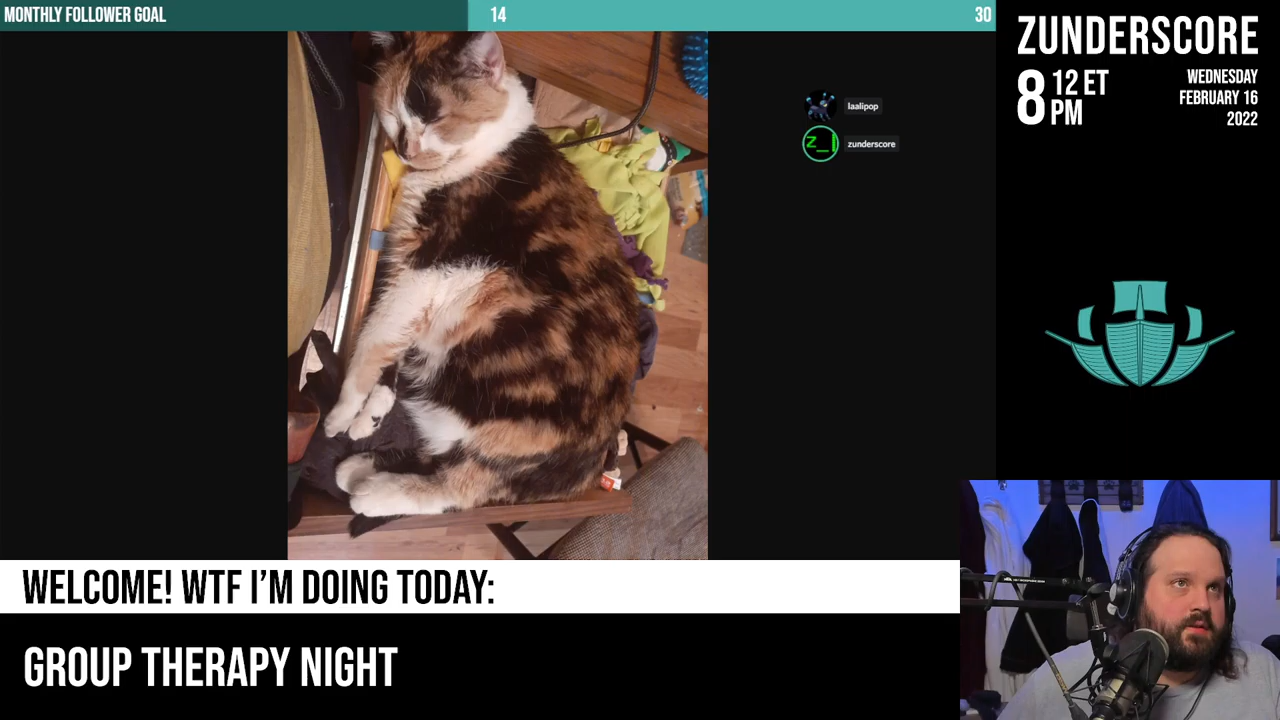 MONTHLY FOLLOWER GOAL
14
30
ZUNDERSCORE
8 12 ET
PM
WEDNESDAY
FEBRUARY 16
2022
laalipop
z_
zunderscore
WELCOME! WTF I'M DOING TODAY:
GROUP THERAPY NIGHT